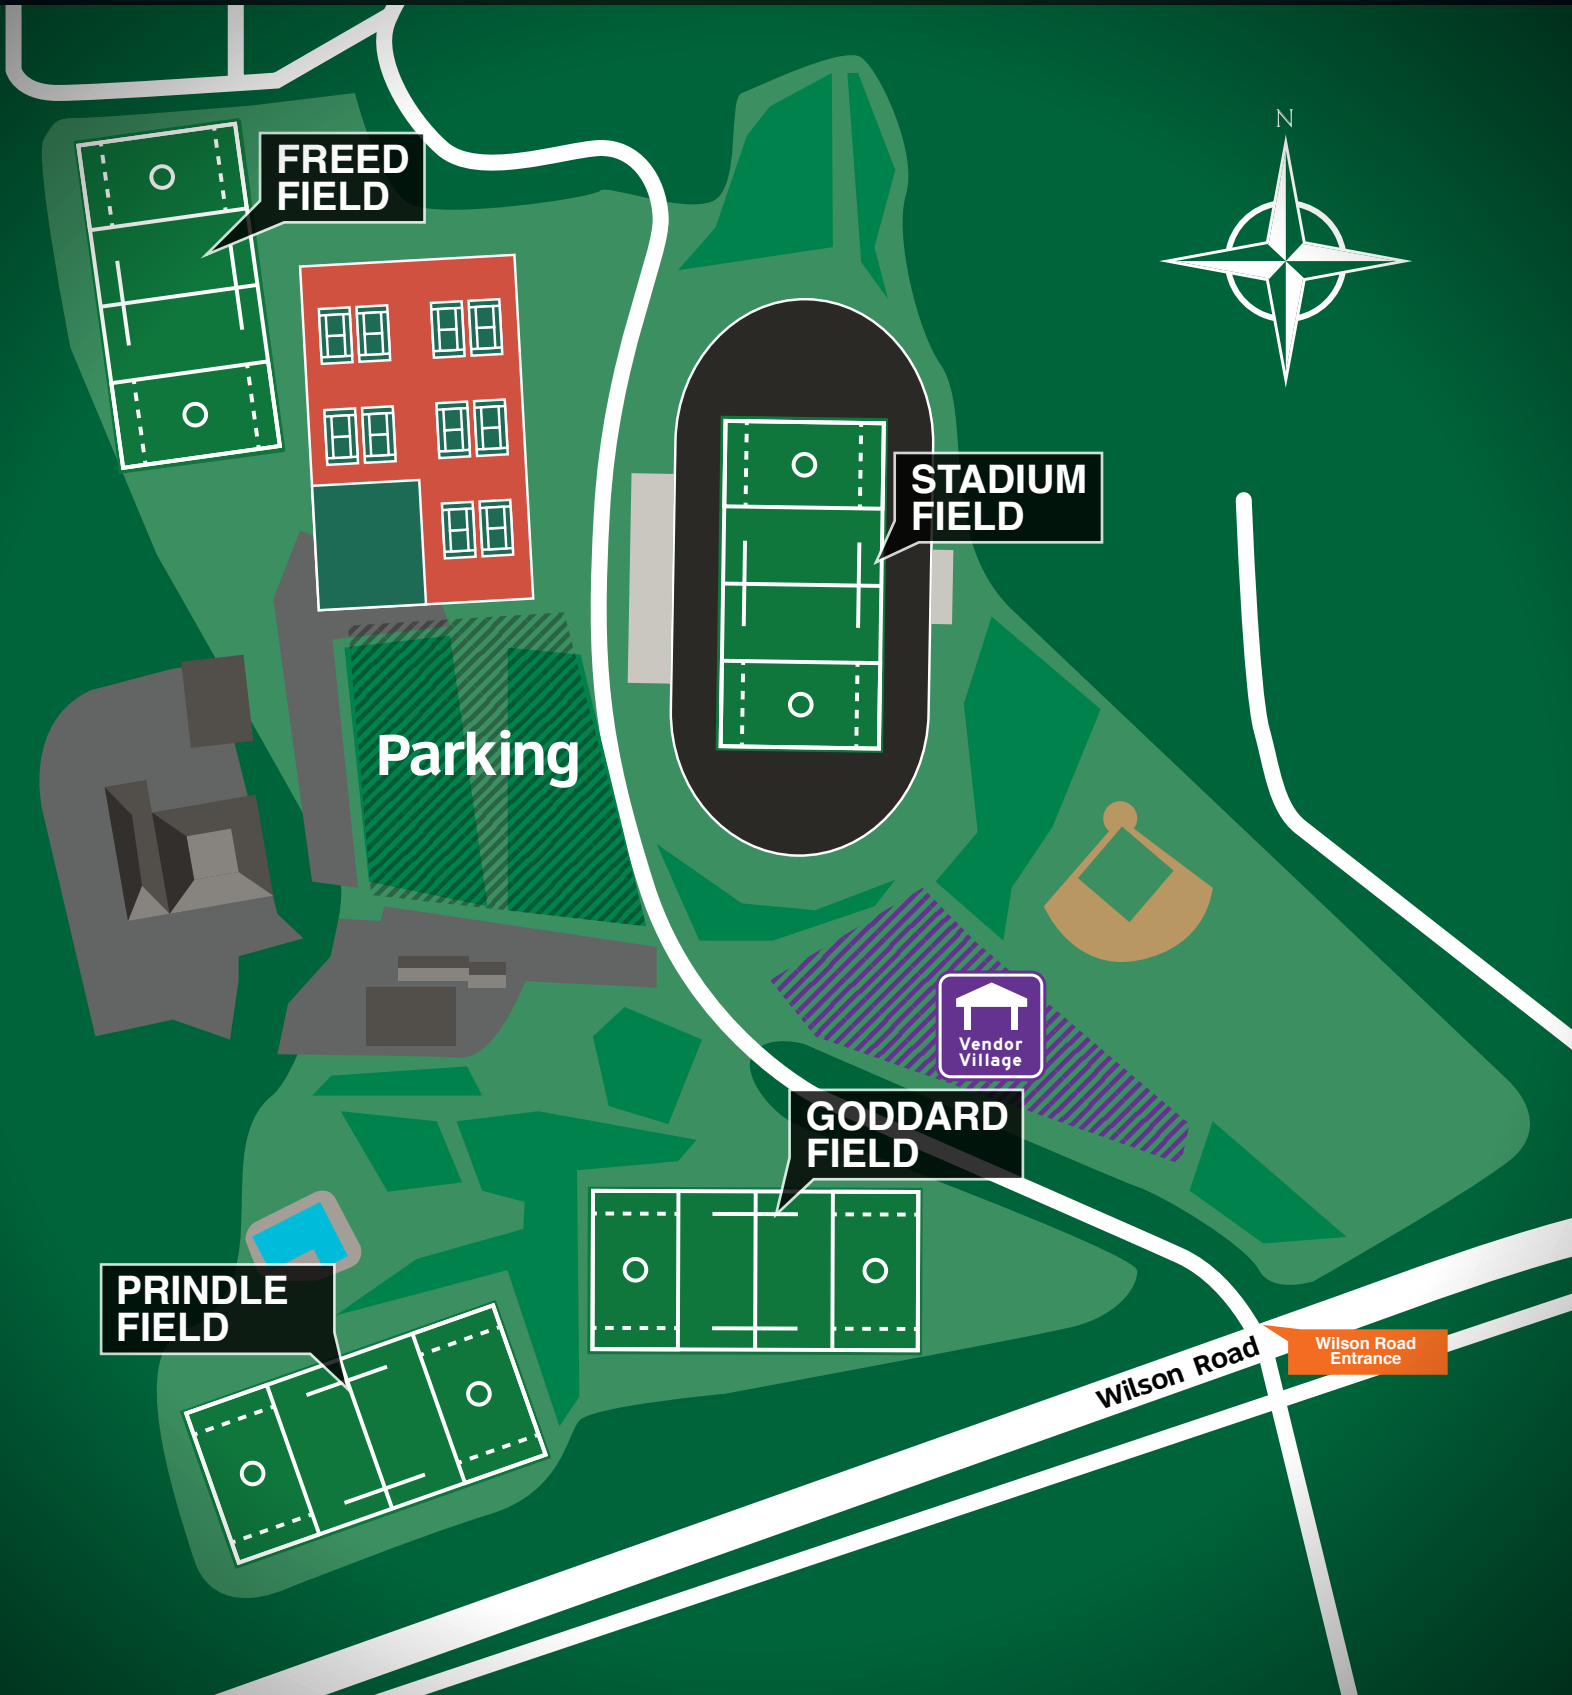 N
FREED
FIELD
STADIUM
FIELD
Parking
Vendor
Village
GODDARD
FIELD
PRINDLE
FIELD
Wilson Road
Wilson Road
Entrance